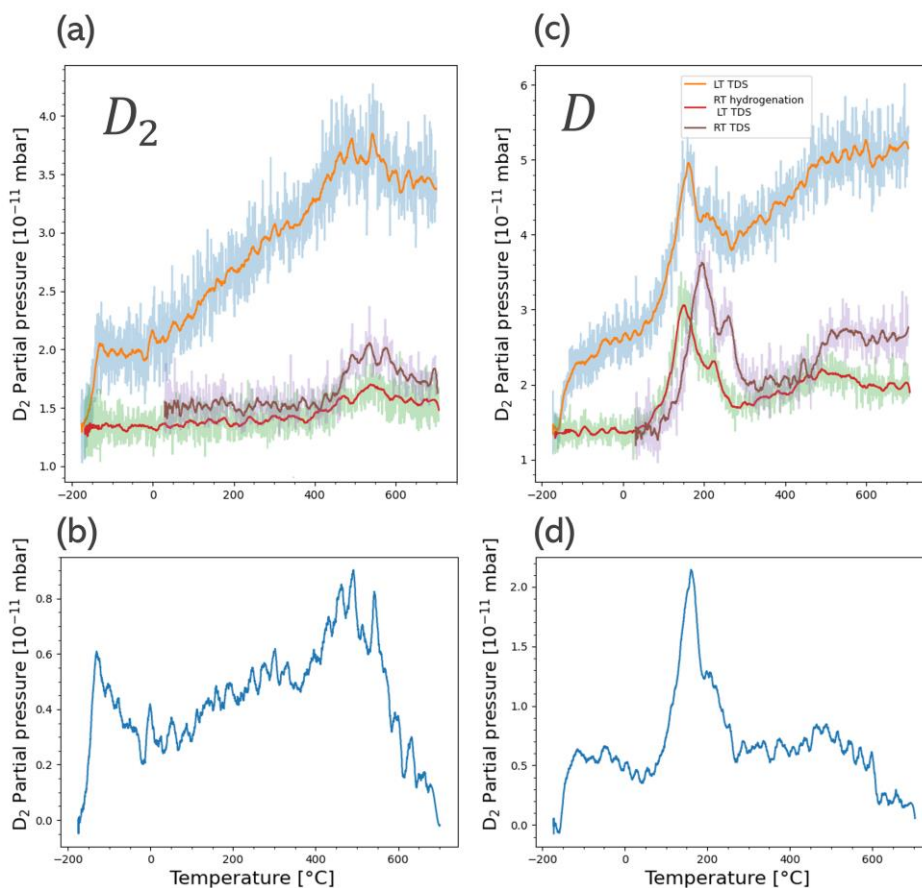 (a)
D₂
D₂ Partial pressure [10⁻¹¹ mbar]
4.0
3.5
3.0
2.5
2.0
1.5
1.0
−200
0
200
400
600
(c)
D
LT TDS
RT hydrogenation
LT TDS
RT TDS
D₂ Partial pressure [10⁻¹¹ mbar]
6
5
4
3
2
1
−200
0
200
400
600
(b)
D₂ Partial pressure [10⁻¹¹ mbar]
0.8
0.6
0.4
0.2
0.0
−200
0
200
400
600
Temperature [°C]
(d)
D₂ Partial pressure [10⁻¹¹ mbar]
2.0
1.5
1.0
0.5
0.0
−200
0
200
400
600
Temperature [°C]